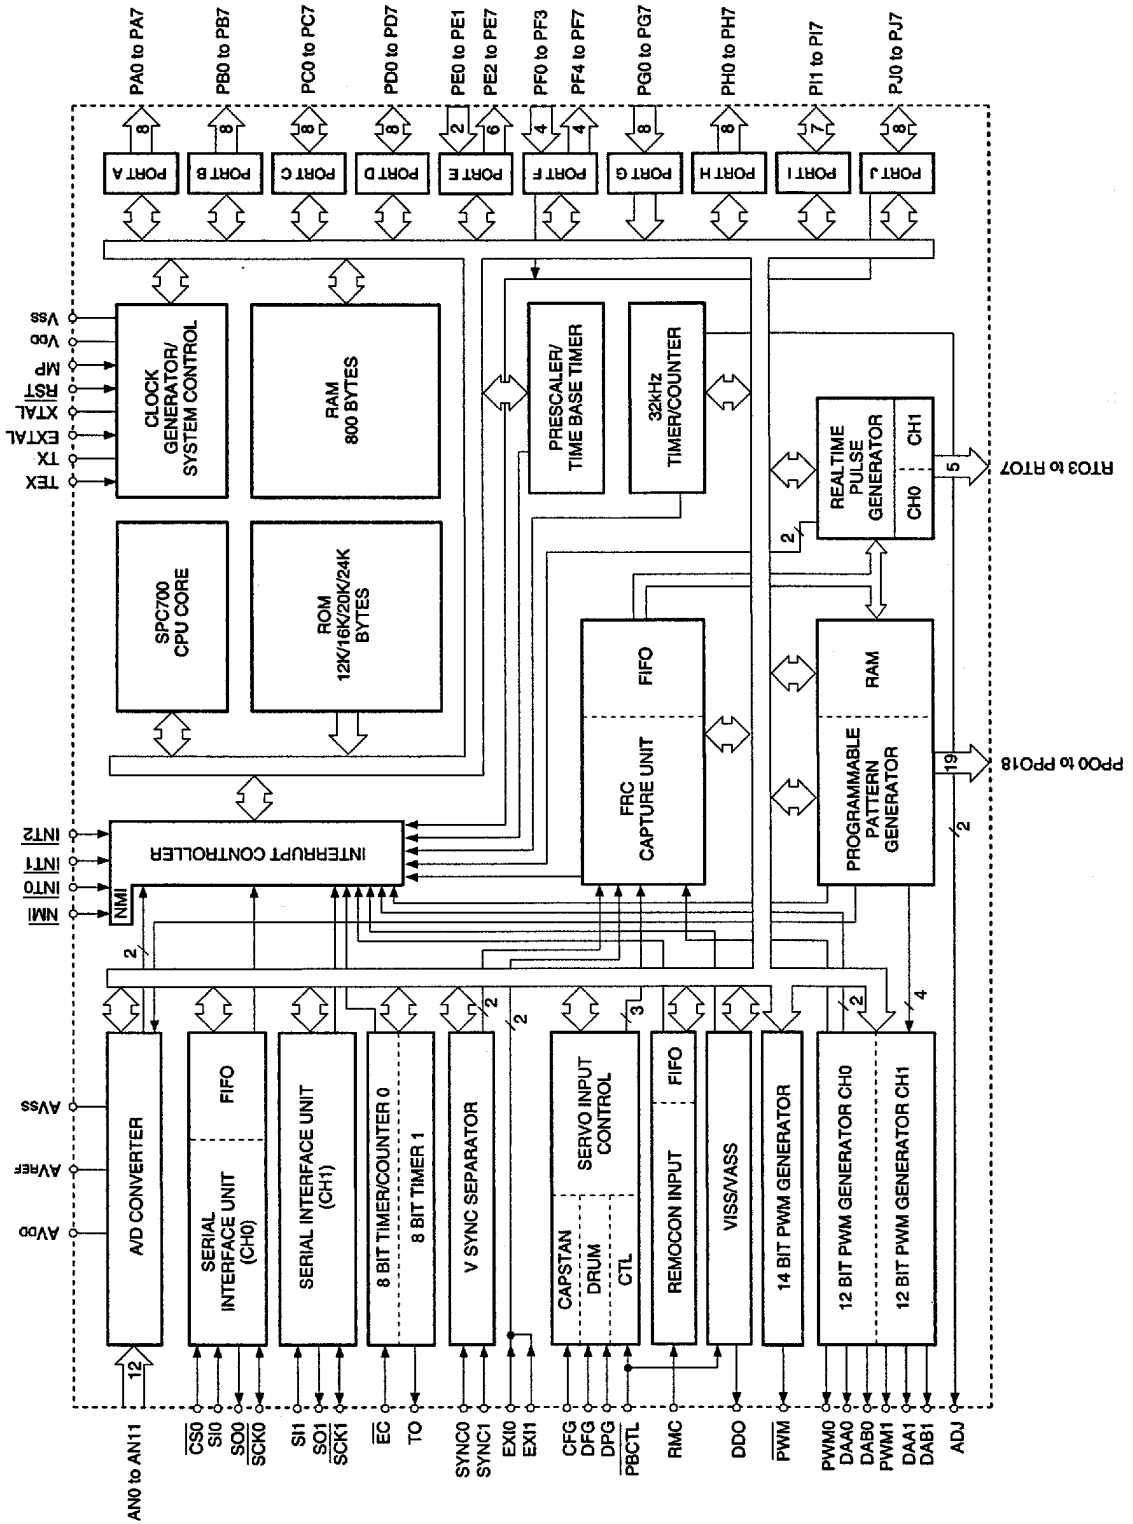 PA0 to PA7
PB0 to PB7
PC0 to PC7
PD0 to PD7
PE0 to PE1
PE2 to PE7
PF0 to PF3
PF4 to PF7
PG0 to PG7
PH0 to PH7
PI1 to PI7
PJ0 to PJ7
8
8
8
8
2
6
4
4
8
8
7
8
PORT A
PORT B
PORT C
PORT D
PORT E
PORT F
PORT G
PORT H
PORT I
PORT J
Vss
VDD
MP
RST
XTAL
EXTAL
TX
TEX
CLOCK
GENERATOR/
SYSTEM CONTROL
RAM
800 BYTES
PRESCALER/
TIME BASE TIMER
32kHz
TIMER/COUNTER
REALTIME
PULSE
GENERATOR
CH0
CH1
5
RTO3 to RTO7
2
SPC700
CPU CORE
ROM
12K/16K/20K/24K
BYTES
FRC
CAPTURE UNIT
FIFO
PROGRAMMABLE
PATTERN
GENERATOR
RAM
19
PPO0 to PPO18
2
INT2
INT1
INT0
NMI
NMI
INTERRUPT CONTROLLER
2
2
2
3
2
4
AVss
AVREF
AVDD
A/D CONVERTER
SERIAL
INTERFACE UNIT
(CH0)
FIFO
SERIAL INTERFACE UNIT
(CH1)
8 BIT TIMER/COUNTER 0
8 BIT TIMER 1
V SYNC SEPARATOR
SERVO INPUT
CONTROL
CAPSTAN
DRUM
CTL
REMOCON INPUT
FIFO
VISS/VASS
14 BIT PWM GENERATOR
12 BIT PWM GENERATOR CH0
12 BIT PWM GENERATOR CH1
12
AN0 to AN11
CS0
SI0
SO0
SCK0
SI1
SO1
SCK1
EC
TO
SYNC0
SYNC1
EXI0
EXI1
CFG
DFG
DPG
PBCTL
RMC
DDO
PWM
PWM0
DAA0
DAB0
PWM1
DAA1
DAB1
ADJ